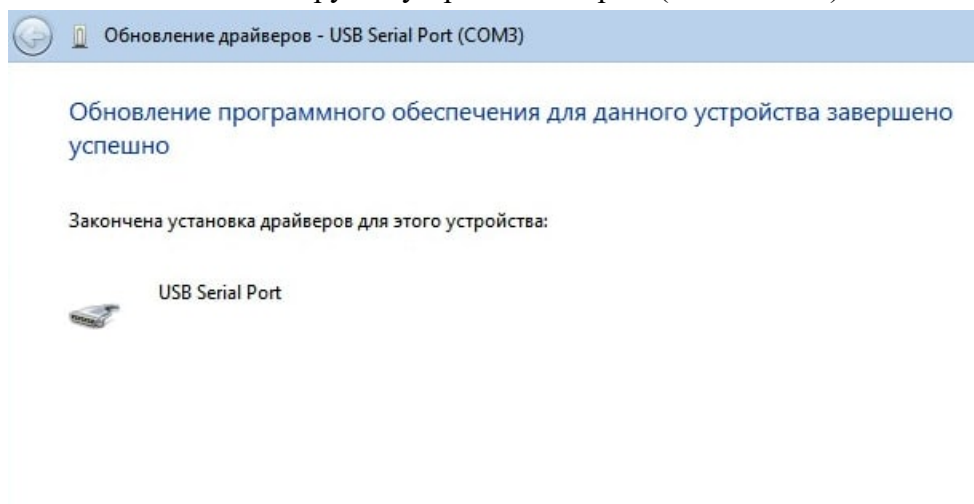 Обновление драйверов - USB Serial Port (COM3)
Обновление программного обеспечения для данного устройства завершено
успешно
Закончена установка драйверов для этого устройства:
USB Serial Port